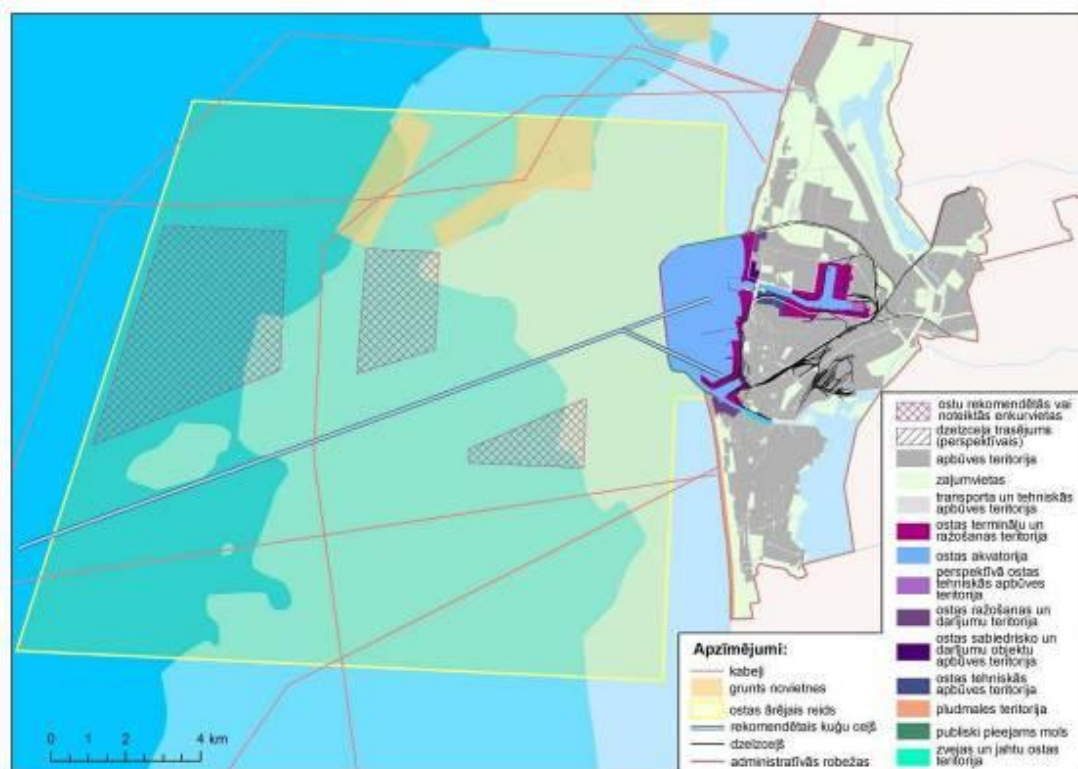 ostu rekomendētās vai
noteiktās enkurvietas
dzelzceļa trasējums
(perspektīvais)
apbūves teritorija
zaļumvietas
transporta un tehniskās
apbūves teritorija
ostas termināļu un
ražošanas teritorija
ostas akvatorija
perspektīvā ostas
tehniskās apbūves
teritorija
ostas ražošanas un
darījumu teritorija
ostas sabiedrisko un
darījumu objektu
apbūves teritorija
ostas tehniskās
apbūves teritorija
pludmales teritorija
publiski pieejams mols
zvejas un jahtu ostas
teritorija
Apzīmējumi:
kabeļi
grunts novietnes
ostas ārējais reids
rekomendētais kuģu ceļš
dzelzceļš
administratīvās robežas
0 1 2 4 km